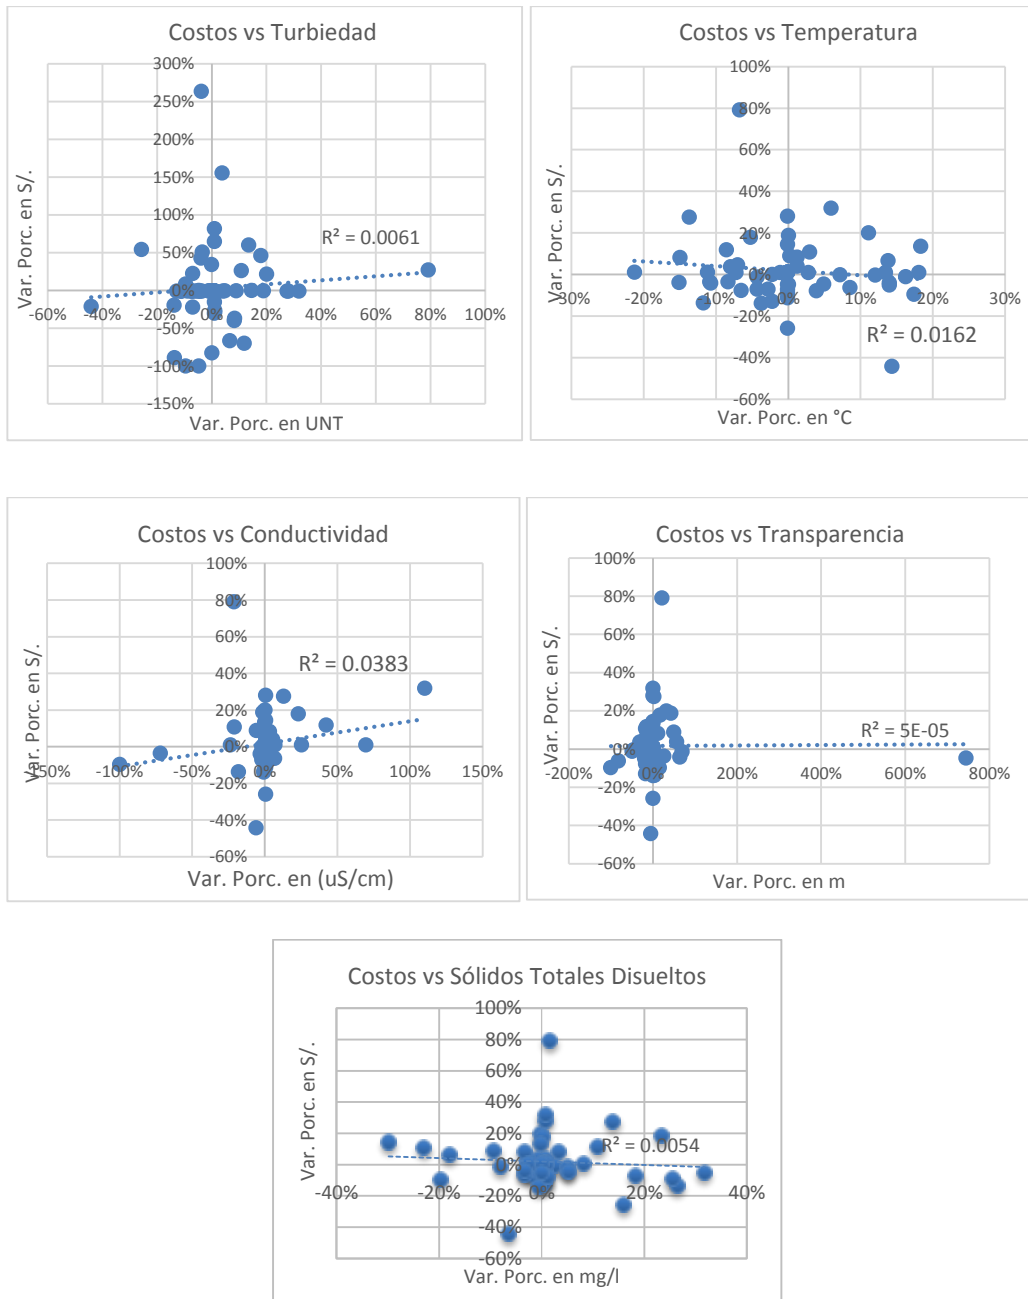 Costos vs Turbiedad
300%
250%
200%
150%
100%
50%
0%
-50%
-100%
-150%
-60% -40% -20% 0% 20% 40% 60% 80% 100%
R² = 0.0061
Var. Porc. en S/.
Var. Porc. en UNT
Costos vs Temperatura
100%
80%
60%
40%
20%
0%
-20%
-40%
-60%
-30% -20% -10% 0% 10% 20% 30%
R² = 0.0162
Var. Porc. en S/.
Var. Porc. en °C
Costos vs Conductividad
100%
80%
60%
40%
20%
0%
-20%
-40%
-60%
-150% -100% -50% 0% 50% 100% 150%
R² = 0.0383
Var. Porc. en S/.
Var. Porc. en (uS/cm)
Costos vs Transparencia
100%
80%
60%
40%
20%
0%
-20%
-40%
-60%
-200% 0% 200% 400% 600% 800%
R² = 5E-05
Var. Porc. en S/.
Var. Porc. en m
Costos vs Sólidos Totales Disueltos
100%
80%
60%
40%
20%
0%
-20%
-40%
-60%
-40% -20% 0% 20% 40%
R² = 0.0054
Var. Porc. en S/.
Var. Porc. en mg/l